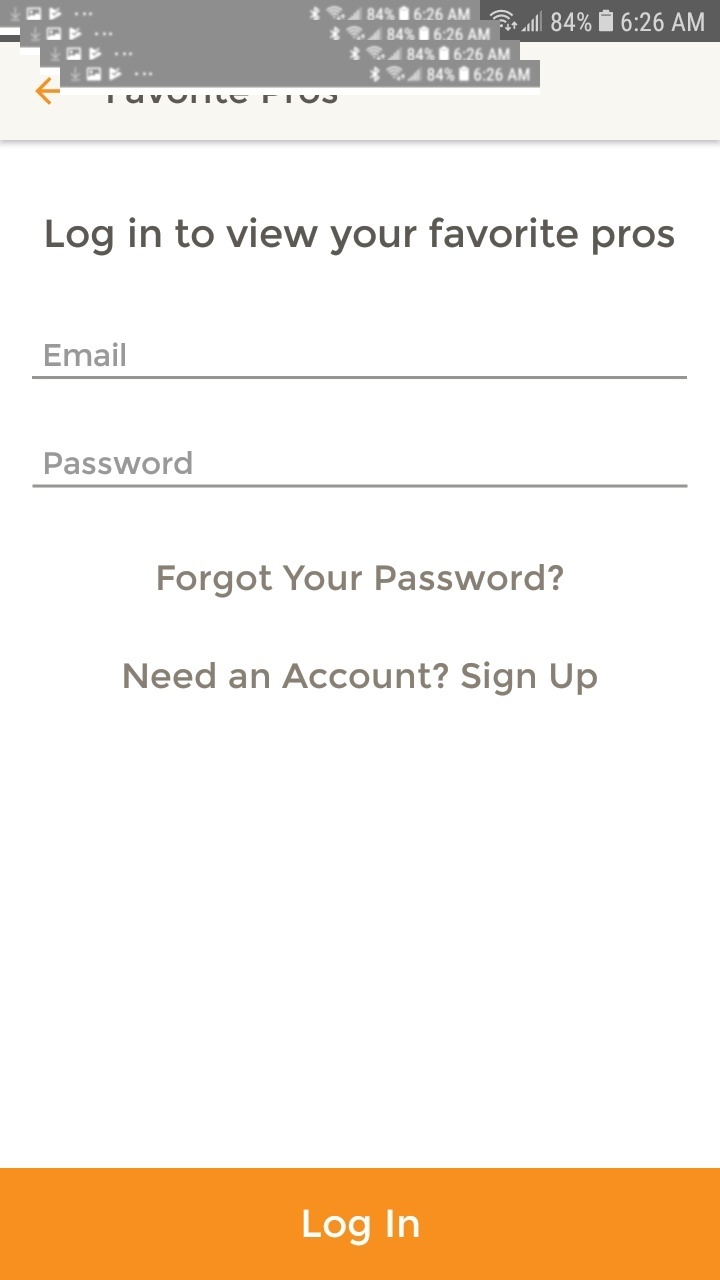 84% 6:26 AM
84% 6:26 AM
84% 6:26 AM
84% 6:26 AM
84% 6:26 AM
Favorite Pros
Log in to view your favorite pros
Email
Password
Forgot Your Password?
Need an Account? Sign Up
Log In